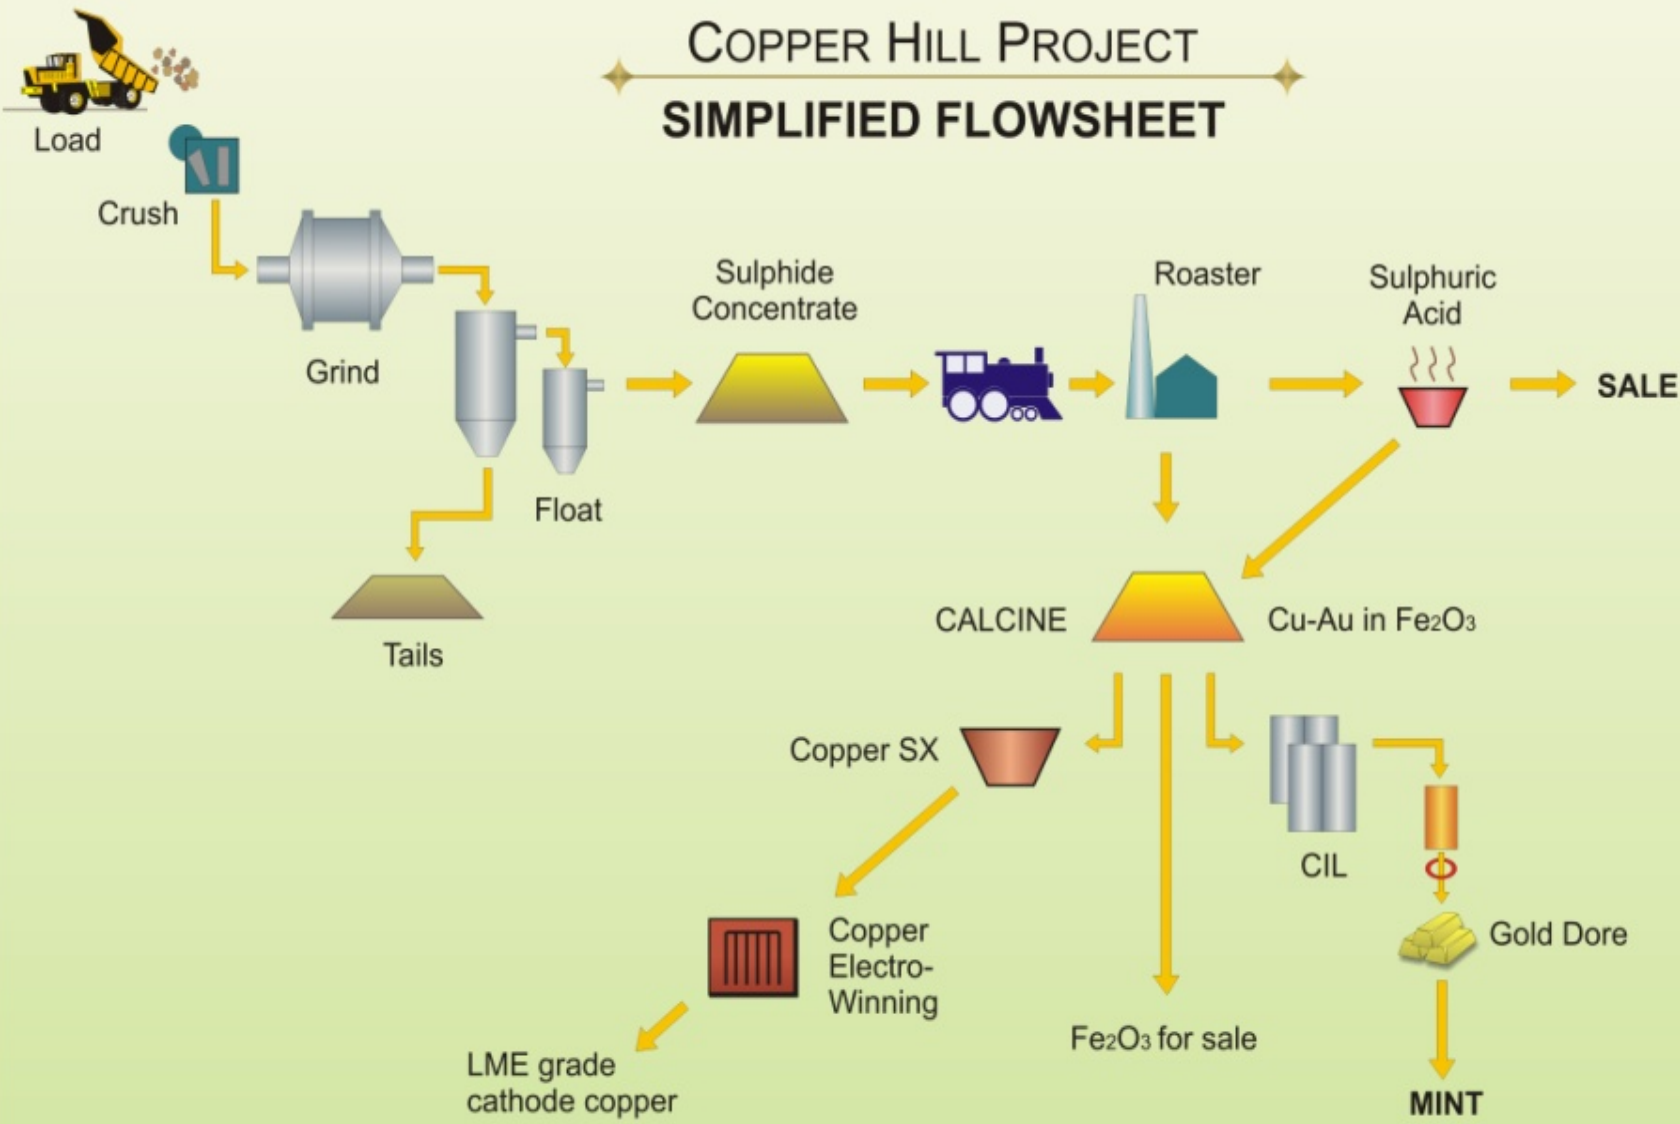 COPPER HILL PROJECT
SIMPLIFIED FLOWSHEET
Load
Crush
Grind
Float
Tails
Sulphide
Concentrate
Roaster
Sulphuric
Acid
SALE
CALCINE
Cu-Au in Fe₂O₃
Copper SX
CIL
Copper
Electro-
Winning
Gold Dore
LME grade
cathode copper
Fe₂O₃ for sale
MINT